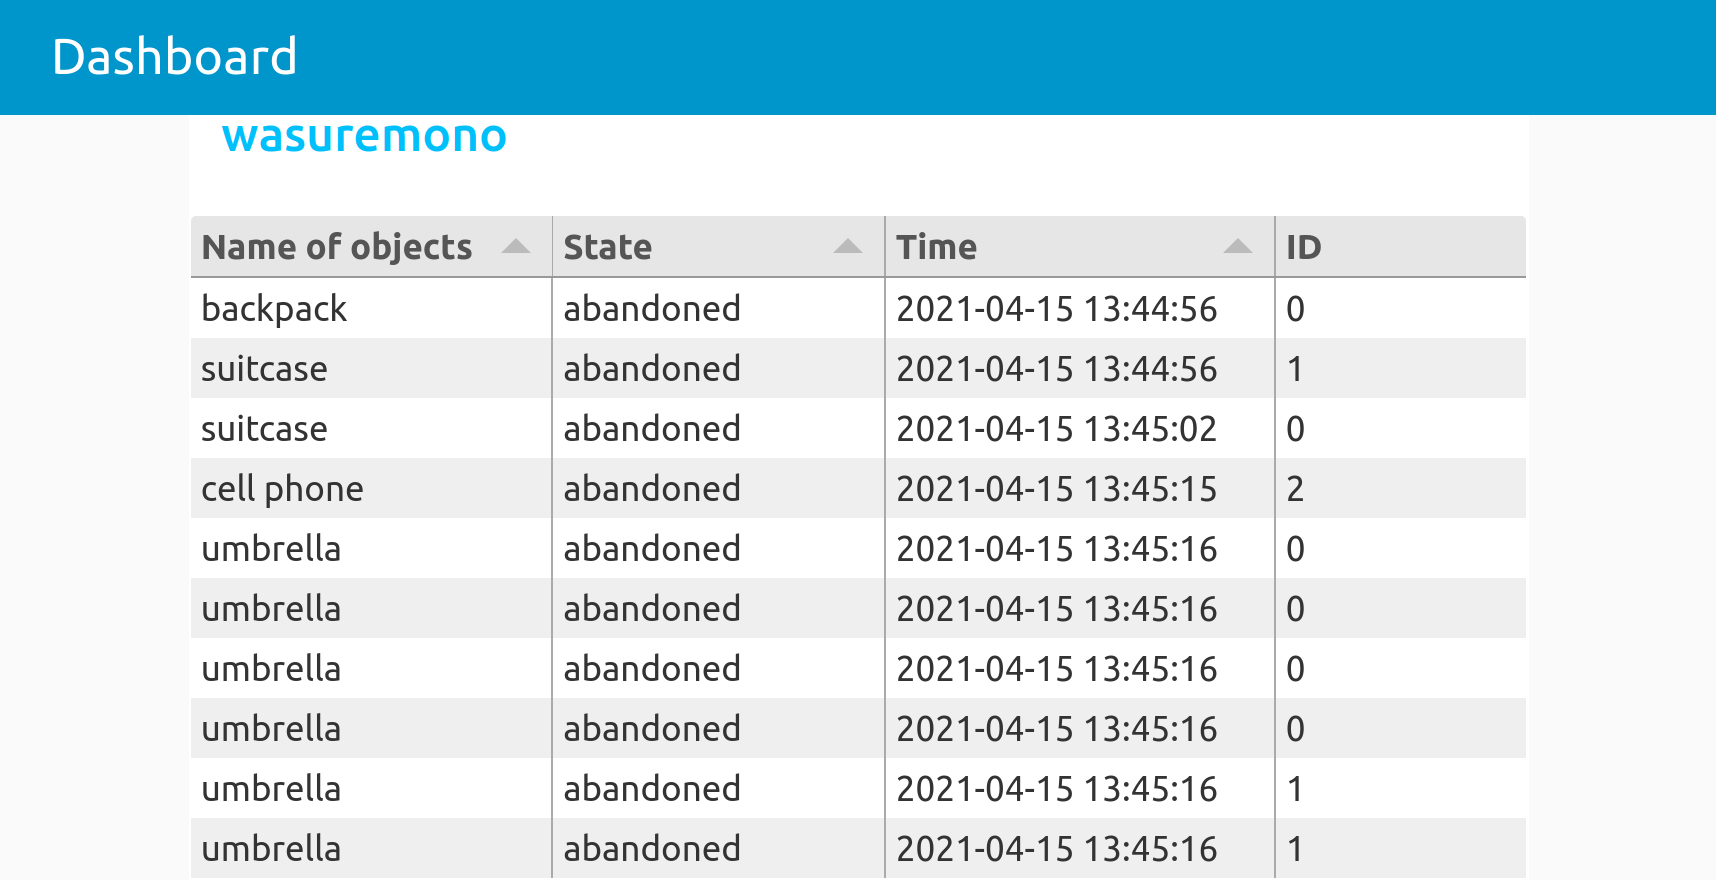 Dashboard
wasuremono
Name of objects State Time ID
backpack abandoned 2021-04-15 13:44:56 0
suitcase abandoned 2021-04-15 13:44:56 1
suitcase abandoned 2021-04-15 13:45:02 0
cell phone abandoned 2021-04-15 13:45:15 2
umbrella abandoned 2021-04-15 13:45:16 0
umbrella abandoned 2021-04-15 13:45:16 0
umbrella abandoned 2021-04-15 13:45:16 0
umbrella abandoned 2021-04-15 13:45:16 0
umbrella abandoned 2021-04-15 13:45:16 1
umbrella abandoned 2021-04-15 13:45:16 1